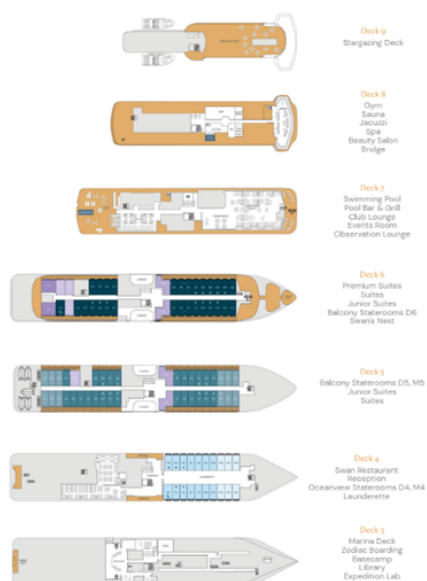 Deck 9
Stargazing Deck
Deck 8
Gym
Sauna
Jacuzzi
Spa
Beauty Salon
Bridge
Deck 7
Swimming Pool
Pool Bar & Grill
Club Lounge
Events Room
Observation Lounge
Deck 6
Premium Suites
Suites
Junior Suites
Balcony Staterooms D6
Swan's Nest
Deck 5
Balcony Staterooms D5, M5
Junior Suites
Suites
Deck 4
Swan Restaurant
Reception
Oceanview Staterooms D4, M4
Launderette
Deck 3
Marina Deck
Zodiac Boarding
Basecamp
Library
Expedition Lab